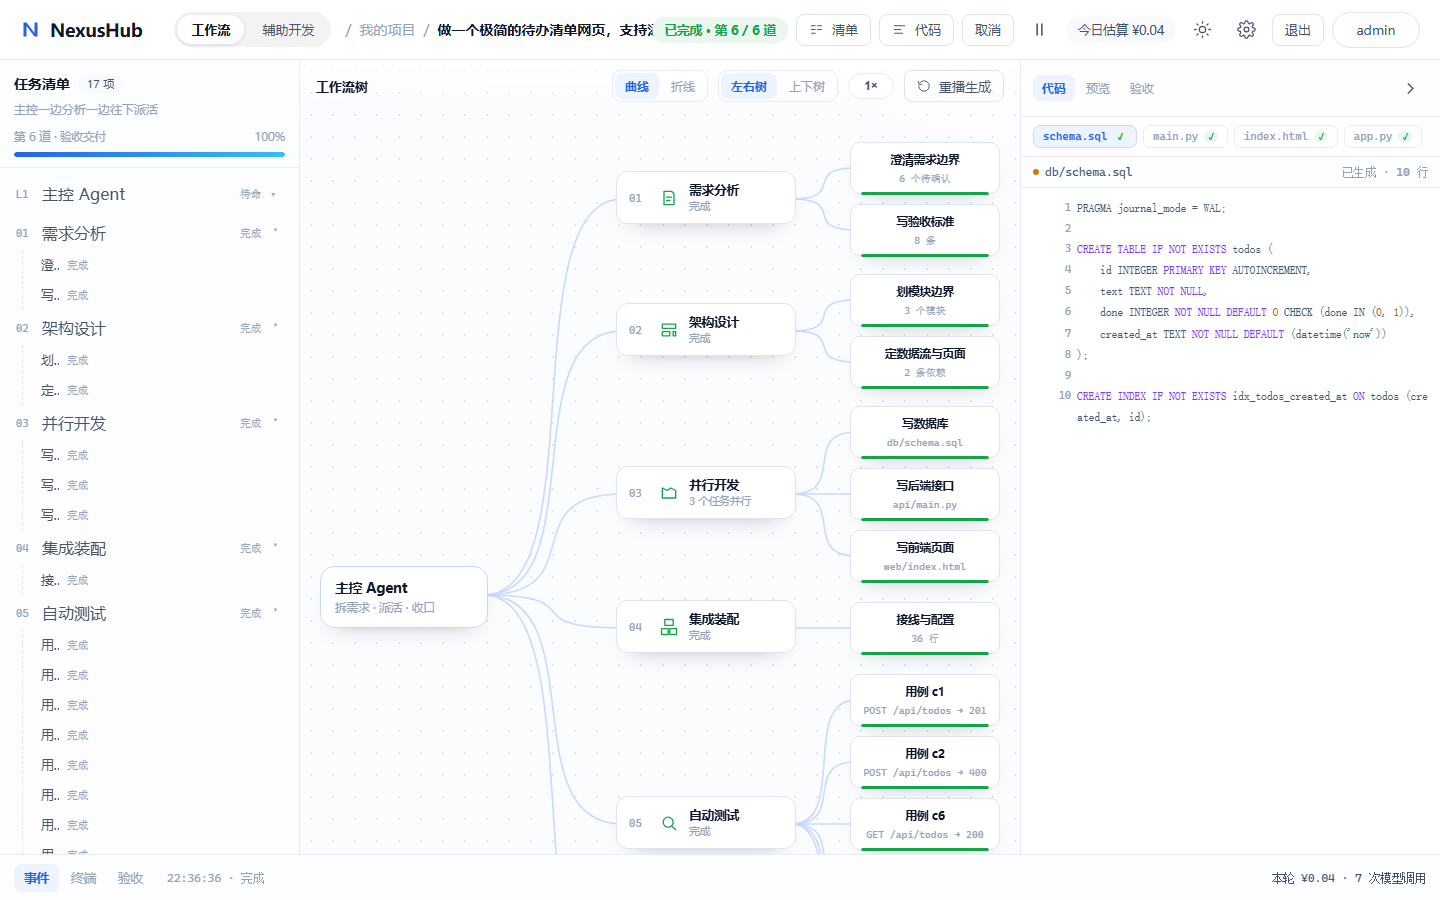 NexusHub 工作流 辅助开发 / 我的项目 / 做一个极简的待办清单网页，支持 已完成 • 第 6 / 6 道 清单 代码 取消 今日估算 ¥0.04 退出 admin
任务清单 17 项
主控一边分析一边往下派活
第 6 道 · 验收交付 100%
L1 主控 Agent 待命
01 需求分析 完成
澄.. 完成
写.. 完成
02 架构设计 完成
划.. 完成
定.. 完成
03 并行开发 完成
写.. 完成
写.. 完成
写.. 完成
04 集成装配 完成
接.. 完成
05 自动测试 完成
用.. 完成
用.. 完成
用.. 完成
用.. 完成
用.. 完成
用.. 完成
用.. 完成
用.. 完成
工作流树 曲线 折线 左右树 上下树 1× 重播生成
主控 Agent
拆需求 · 派活 · 收口
01 需求分析
完成
02 架构设计
完成
03 并行开发
3 个任务并行
04 集成装配
完成
05 自动测试
完成
澄清需求边界
6 个待确认
写验收标准
8 条
划模块边界
3 个模块
定数据流与页面
2 条依赖
写数据库
db/schema.sql
写后端接口
api/main.py
写前端页面
web/index.html
接线与配置
36 行
用例 c1
POST /api/todos → 201
用例 c2
POST /api/todos → 400
用例 c6
GET /api/todos → 200
代码 预览 验收
schema.sql ✓ main.py ✓ index.html ✓ app.py ✓
db/schema.sql 已生成 · 10 行
1 PRAGMA journal_mode = WAL;
2
3 CREATE TABLE IF NOT EXISTS todos (
4 id INTEGER PRIMARY KEY AUTOINCREMENT,
5 text TEXT NOT NULL,
6 done INTEGER NOT NULL DEFAULT 0 CHECK (done IN (0, 1)),
7 created_at TEXT NOT NULL DEFAULT (datetime('now'))
8 );
9
10 CREATE INDEX IF NOT EXISTS idx_todos_created_at ON todos (cre
ated_at, id);
事件 终端 验收 22:36:36 · 完成 本轮 ¥0.04 · 7 次模型调用